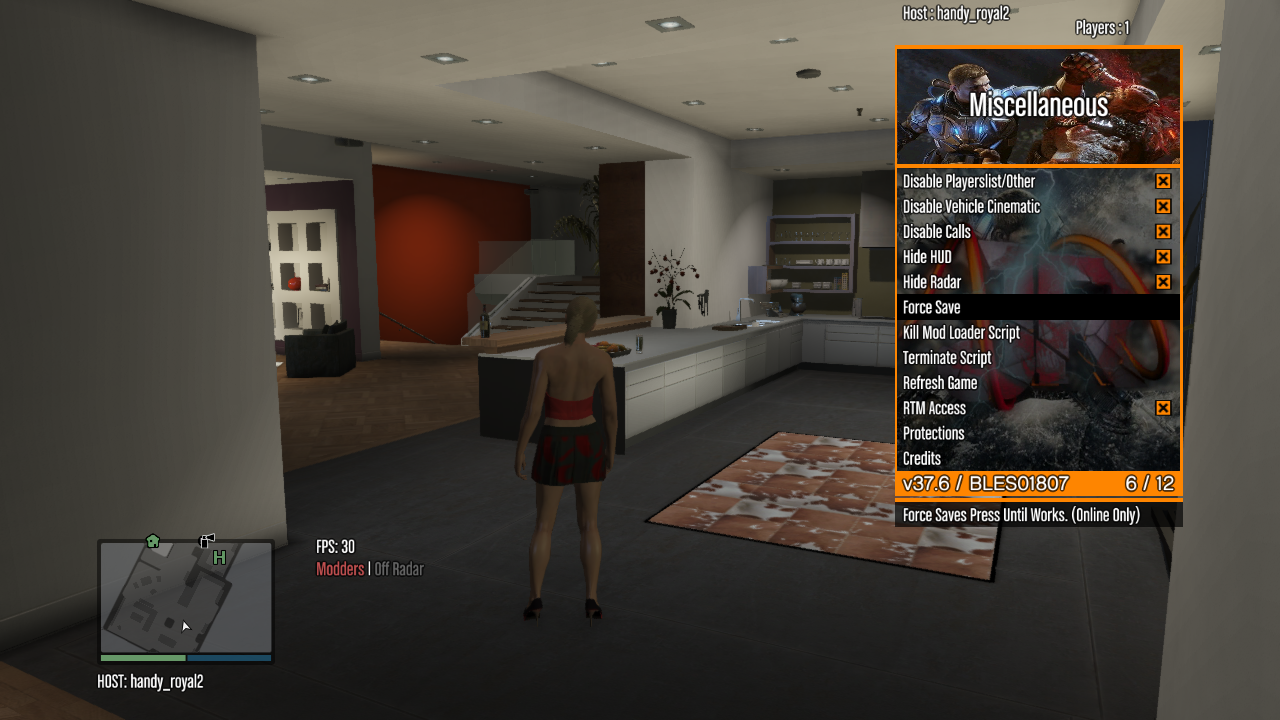 Host : handy_royal2
Players : 1
Miscellaneous
Disable Playerslist/Other
Disable Vehicle Cinematic
Disable Calls
Hide HUD
Hide Radar
Force Save
Kill Mod Loader Script
Terminate Script
Refresh Game
RTM Access
Protections
Credits
v37.6 / BLES01807 6 / 12
Force Saves Press Until Works. (Online Only)
H
FPS: 30
Modders | Off Radar
HOST: handy_royal2